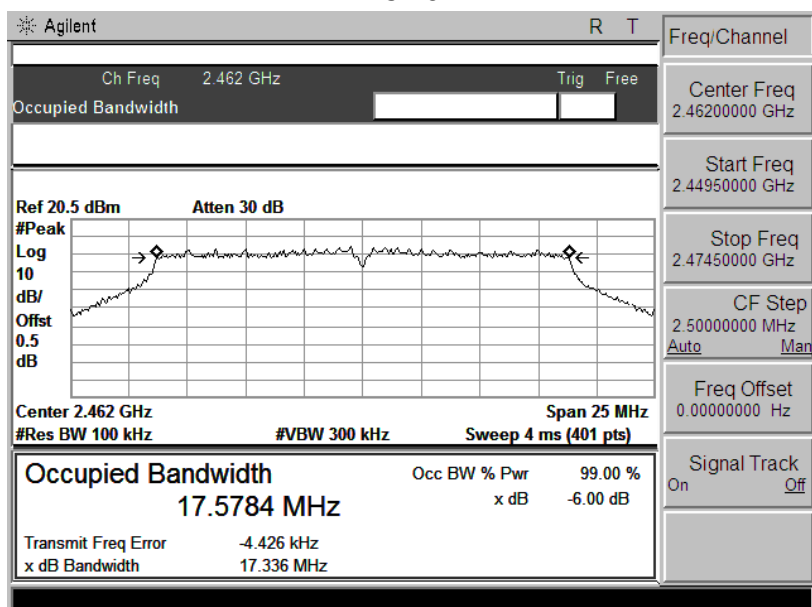 Agilent R T
Freq/Channel
Ch Freq 2.462 GHz Trig Free
Occupied Bandwidth
Center Freq
2.46200000 GHz
Start Freq
2.44950000 GHz
Stop Freq
2.47450000 GHz
CF Step
2.50000000 MHz
Auto Man
Freq Offset
0.00000000 Hz
Signal Track
On Off
Ref 20.5 dBm Atten 30 dB
#Peak
Log
10
dB/
Offst
0.5
dB
Center 2.462 GHz Span 25 MHz
#Res BW 100 kHz #VBW 300 kHz Sweep 4 ms (401 pts)
Occupied Bandwidth Occ BW % Pwr 99.00 %
17.5784 MHz x dB -6.00 dB
Transmit Freq Error -4.426 kHz
x dB Bandwidth 17.336 MHz